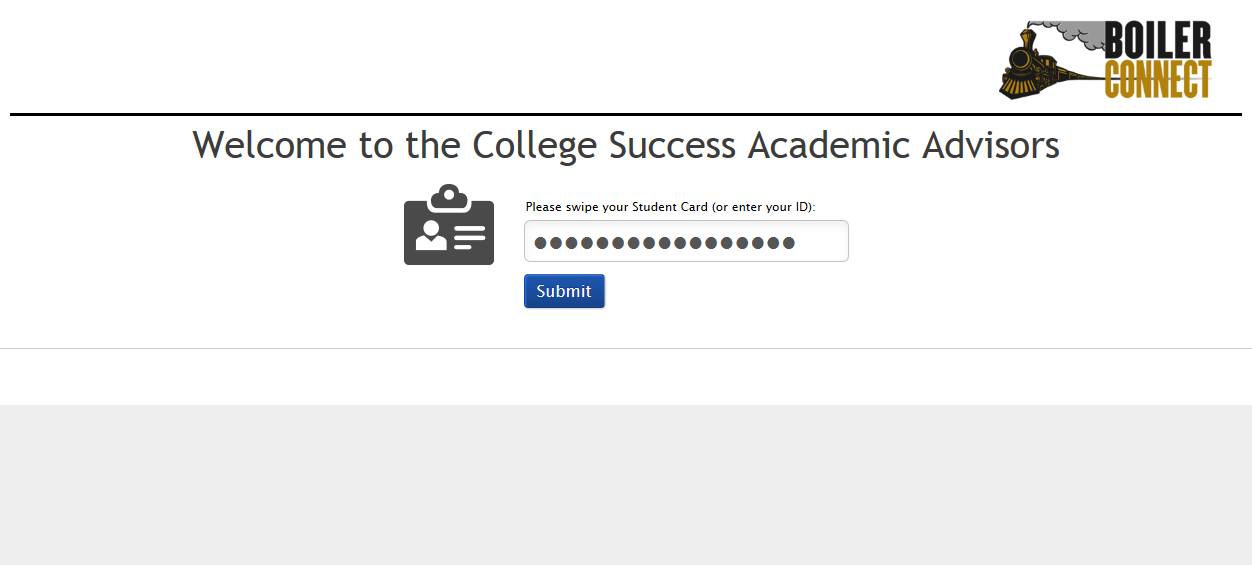 BOILER
CONNECT
Welcome to the College Success Academic Advisors
Please swipe your Student Card (or enter your ID):
●●●●●●●●●●●●●●●●●
Submit